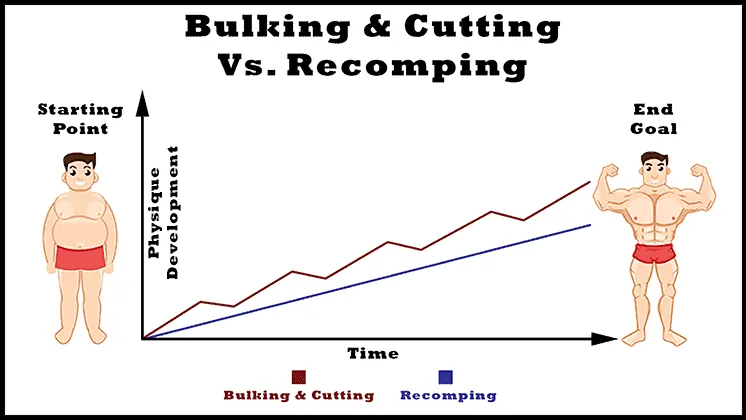 Bulking & Cutting
Vs. Recomping
Starting
Point
End
Goal
Physique
Development
Time
Bulking & Cutting
Recomping